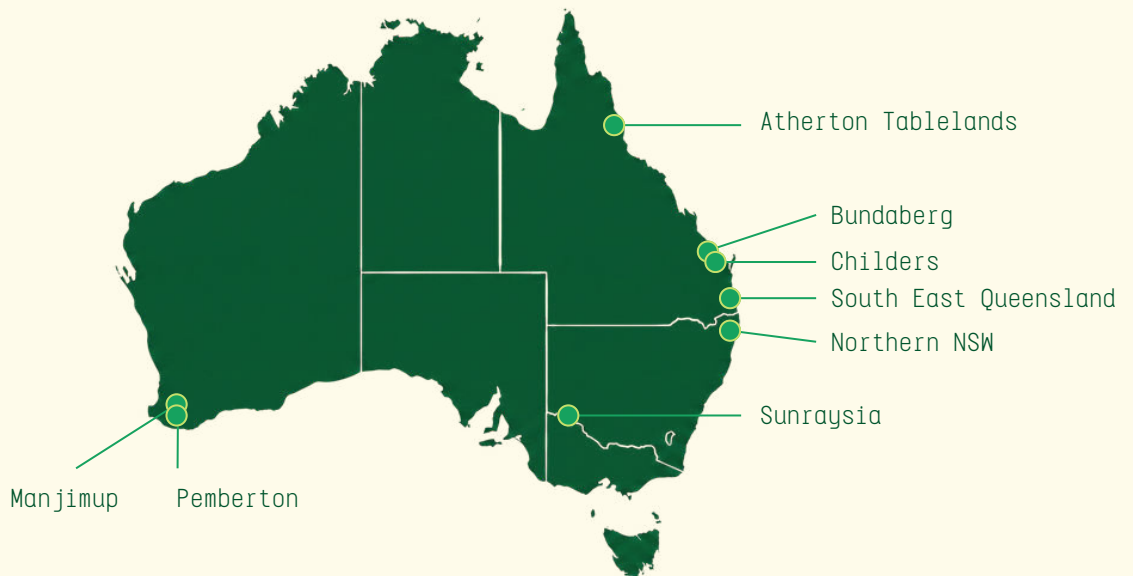 Atherton Tablelands
Bundaberg
Childers
South East Queensland
Northern NSW
Sunraysia
Manjimup
Pemberton